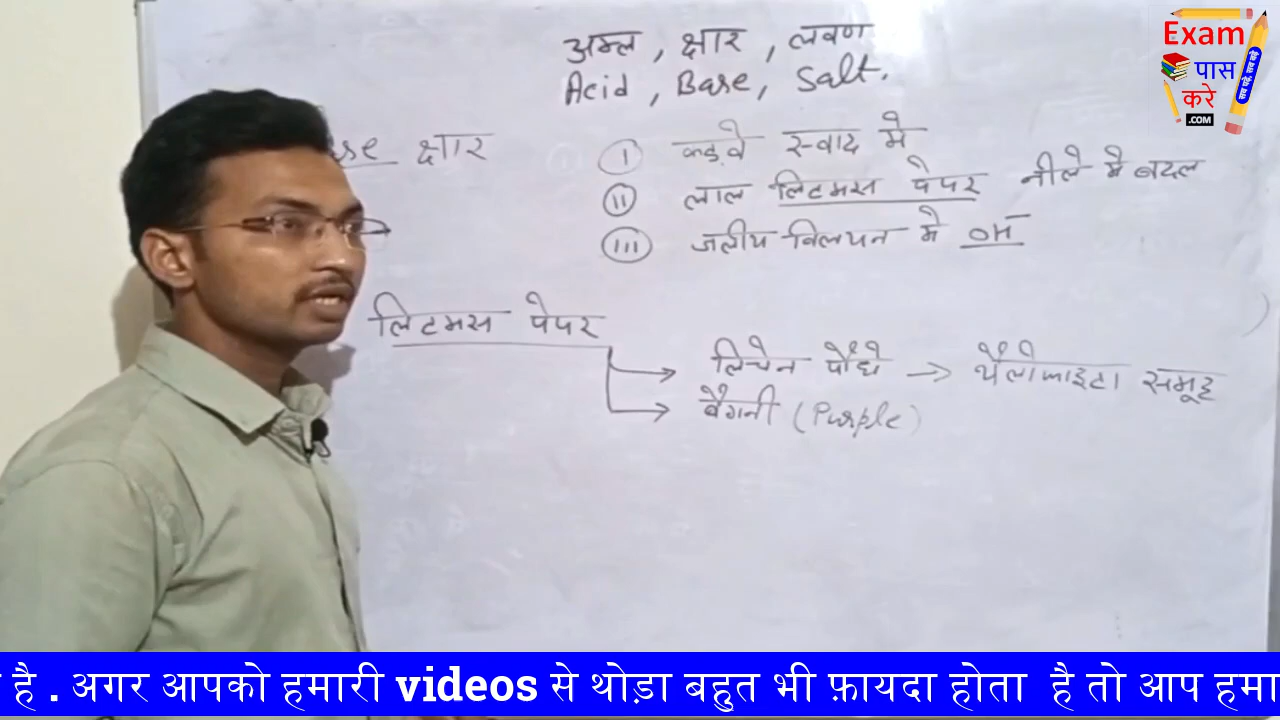 अम्ल , क्षार , लवण
Acid , Base , Salt.
Exam
पास
करे
.COM
क्षार
I कड़वे स्वाद मे
II लाल लिटमस पेपर नीले मे बदल
III जलीय विलयन मे OH⁻
लिटमस पेपर
लिचेन पौधे → थैलोफाइटा समूह
बैगनी (Purple)
है . अगर आपको हमारी videos से थोड़ा बहुत भी फ़ायदा होता है तो आप हमा